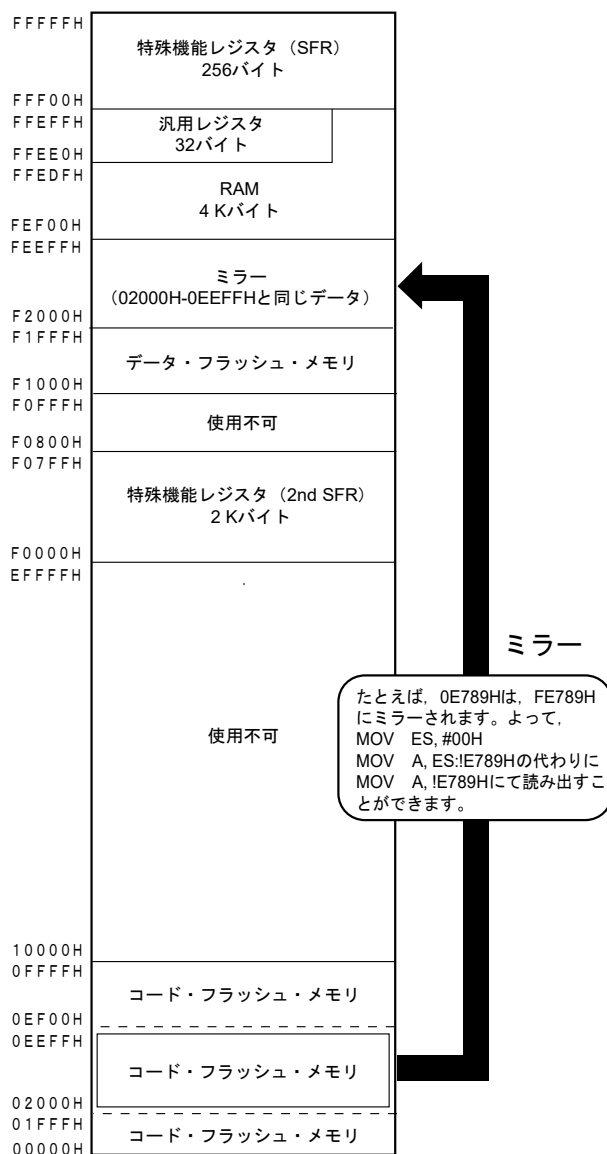 FFFFFH
特殊機能レジスタ（SFR）
256バイト
FFF00H
FFEFFH
汎用レジスタ
32バイト
FFEE0H
FFEDFH
RAM
4 Kバイト
FEF00H
FEEFFH
ミラー
（02000H-0EEFFHと同じデータ）
F2000H
F1FFFH
データ・フラッシュ・メモリ
F1000H
F0FFFH
使用不可
F0800H
F07FFH
特殊機能レジスタ（2nd SFR）
2 Kバイト
F0000H
EFFFFH
使用不可
ミラー
たとえば，0E789Hは，FE789H
にミラーされます。よって，
MOV ES, #00H
MOV A, ES:!E789Hの代わりに
MOV A, !E789Hにて読み出すこ
とができます。
10000H
0FFFFH
コード・フラッシュ・メモリ
0EF00H
0EEFFH
コード・フラッシュ・メモリ
02000H
01FFFH
コード・フラッシュ・メモリ
00000H